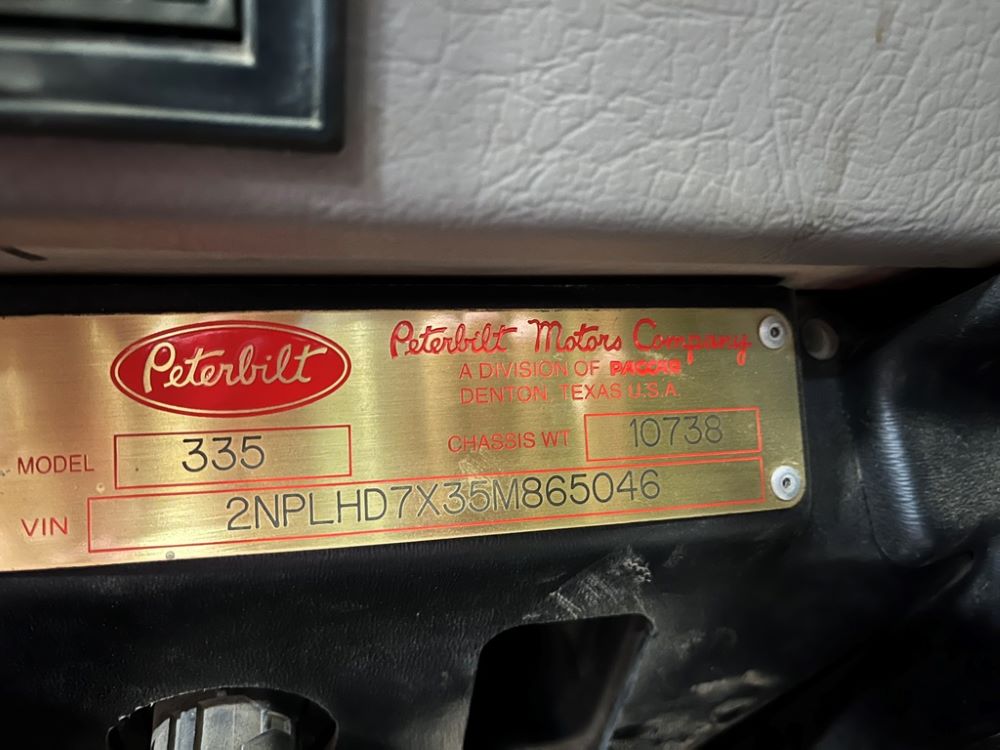 Peterbilt
Peterbilt Motors Company
A DIVISION OF PACCAR
DENTON, TEXAS U.S.A.
MODEL 335
CHASSIS WT 10738
VIN 2NPLHD7X35M865046